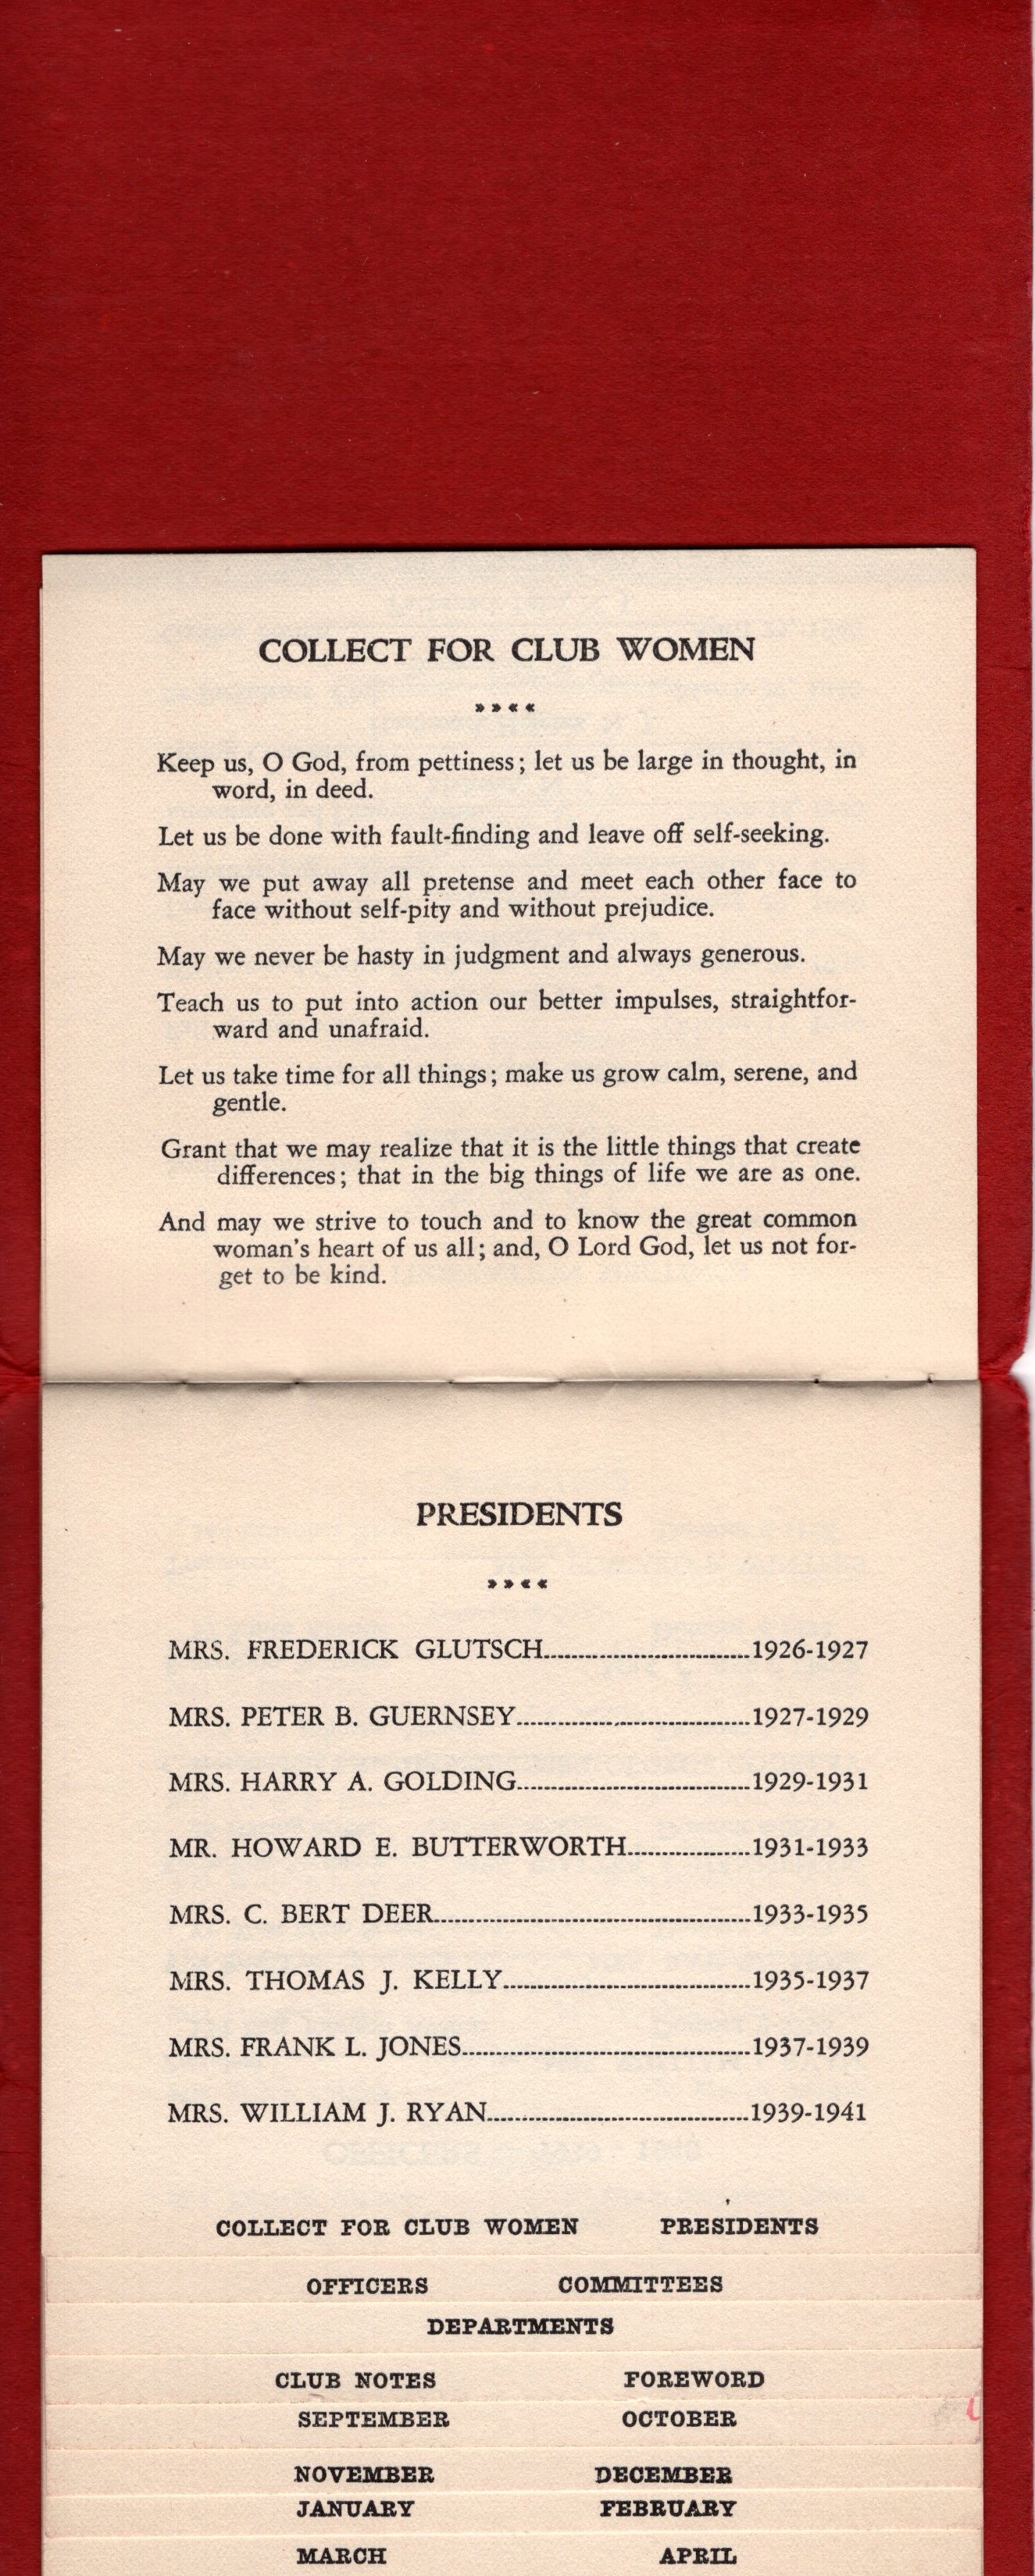 COLLECT FOR CLUB WOMEN
»»««
Keep us, O God, from pettiness; let us be large in thought, in
word, in deed.
Let us be done with fault-finding and leave off self-seeking.
May we put away all pretense and meet each other face to
face without self-pity and without prejudice.
May we never be hasty in judgment and always generous.
Teach us to put into action our better impulses, straightfor-
ward and unafraid.
Let us take time for all things; make us grow calm, serene, and
gentle.
Grant that we may realize that it is the little things that create
differences; that in the big things of life we are as one.
And may we strive to touch and to know the great common
woman's heart of us all; and, O Lord God, let us not for-
get to be kind.
PRESIDENTS
»»««
MRS. FREDERICK GLUTSCH..............................1926-1927
MRS. PETER B. GUERNSEY..................................1927-1929
MRS. HARRY A. GOLDING..................................1929-1931
MR. HOWARD E. BUTTERWORTH..................1931-1933
MRS. C. BERT DEER..............................................1933-1935
MRS. THOMAS J. KELLY....................................1935-1937
MRS. FRANK L. JONES..........................................1937-1939
MRS. WILLIAM J. RYAN......................................1939-1941
COLLECT FOR CLUB WOMEN PRESIDENTS
OFFICERS COMMITTEES
DEPARTMENTS
CLUB NOTES FOREWORD
SEPTEMBER OCTOBER
NOVEMBER DECEMBER
JANUARY FEBRUARY
MARCH APRIL